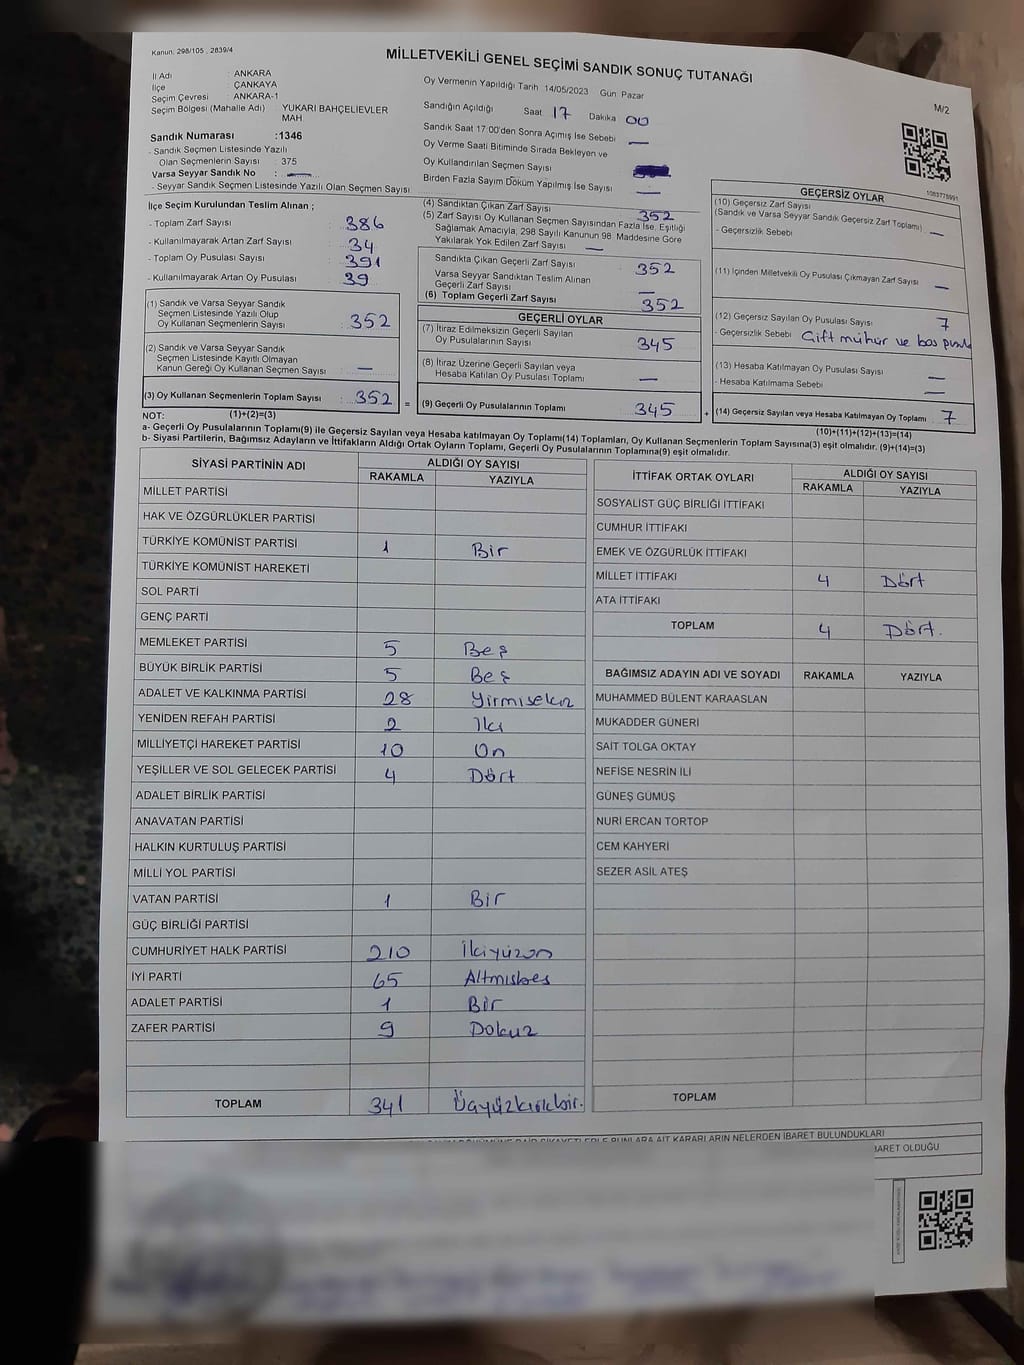 Kanun: 298/105 , 2839/4
MİLLETVEKİLİ GENEL SEÇİMİ SANDIK SONUÇ TUTANAĞI
M/2
İl Adı : ANKARA
İlçe : ÇANKAYA
Seçim Çevresi : ANKARA-1
Seçim Bölgesi (Mahalle Adı) YUKARI BAHÇELİEVLER
MAH.
Sandık Numarası :1346
- Sandık Seçmen Listesinde Yazılı
Olan Seçmenlerin Sayısı : 375
Varsa Seyyar Sandık No : —
- Seyyar Sandık Seçmen Listesinde Yazılı Olan Seçmen Sayısı
Oy Vermenin Yapıldığı Tarih 14/05/2023 Gün Pazar
Sandığın Açıldığı Saat 17 Dakika 00
Sandık Saat 17:00'den Sonra Açımış İse Sebebi —
Oy Verme Saati Bitiminde Sırada Bekleyen ve
Oy Kullandırılan Seçmen Sayısı
Birden Fazla Sayım Döküm Yapılmış İse Sayısı —
İlçe Seçim Kurulundan Teslim Alınan ;
- Toplam Zarf Sayısı : 386
- Kullanılmayarak Artan Zarf Sayısı : 34
- Toplam Oy Pusulası Sayısı : 391
- Kullanılmayarak Artan Oy Pusulası : 39
(1) Sandık ve Varsa Seyyar Sandık
Seçmen Listesinde Yazılı Olup
Oy Kullanan Seçmenlerin Sayısı : 352
(2) Sandık ve Varsa Seyyar Sandık
Seçmen Listesinde Kayıtlı Olmayan
Kanun Gereği Oy Kullanan Seçmen Sayısı : —
(3) Oy Kullanan Seçmenlerin Toplam Sayısı : 352 =
(4) Sandıktan Çıkan Zarf Sayısı 352
(5) Zarf Sayısı Oy Kullanan Seçmen Sayısından Fazla İse, Eşitliği
Sağlamak Amacıyla, 298 Sayılı Kanunun 98. Maddesine Göre
Yakılarak Yok Edilen Zarf Sayısı —
Sandıkta Çıkan Geçerli Zarf Sayısı 352
Varsa Seyyar Sandıktan Teslim Alınan
Geçerli Zarf Sayısı —
(6) Toplam Geçerli Zarf Sayısı 352
GEÇERLİ OYLAR
(7) İtiraz Edilmeksizin Geçerli Sayılan
Oy Pusulalarının Sayısı 345
(8) İtiraz Üzerine Geçerli Sayılan veya
Hesaba Katılan Oy Pusulası Toplamı —
(9) Geçerli Oy Pusulalarının Toplamı 345 +
1083778991
GEÇERSİZ OYLAR
(10) Geçersiz Zarf Sayısı
(Sandık ve Varsa Seyyar Sandık Geçersiz Zarf Toplamı) —
- Geçersizlik Sebebi
(11) İçinden Milletvekili Oy Pusulası Çıkmayan Zarf Sayısı —
(12) Geçersiz Sayılan Oy Pusulası Sayısı 7
- Geçersizlik Sebebi Çift mühür ve boş pusula
(13) Hesaba Katılmayan Oy Pusulası Sayısı —
- Hesaba Katılmama Sebebi —
(14) Geçersiz Sayılan veya Hesaba Katılmayan Oy Toplamı 7
NOT: (1)+(2)=(3)
(10)+(11)+(12)+(13)=(14)
a- Geçerli Oy Pusulalarının Toplamı(9) ile Geçersiz Sayılan veya Hesaba katılmayan Oy Toplamı(14) Toplamları, Oy Kullanan Seçmenlerin Toplam Sayısına(3) eşit olmalıdır. (9)+(14)=(3)
b- Siyasi Partilerin, Bağımsız Adayların ve İttifakların Aldığı Ortak Oyların Toplamı, Geçerli Oy Pusulalarının Toplamına(9) eşit olmalıdır.
SİYASİ PARTİNİN ADI ALDIĞI OY SAYISI
RAKAMLA YAZIYLA
MİLLET PARTİSİ
HAK VE ÖZGÜRLÜKLER PARTİSİ
TÜRKİYE KOMÜNİST PARTİSİ 1 Bir
TÜRKİYE KOMÜNİST HAREKETİ
SOL PARTİ
GENÇ PARTİ
MEMLEKET PARTİSİ 5 Beş
BÜYÜK BİRLİK PARTİSİ 5 Beş
ADALET VE KALKINMA PARTİSİ 28 Yirmisekiz
YENİDEN REFAH PARTİSİ 2 İki
MİLLİYETÇİ HAREKET PARTİSİ 10 On
YEŞİLLER VE SOL GELECEK PARTİSİ 4 Dört
ADALET BİRLİK PARTİSİ
ANAVATAN PARTİSİ
HALKIN KURTULUŞ PARTİSİ
MİLLİ YOL PARTİSİ
VATAN PARTİSİ 1 Bir
GÜÇ BİRLİĞİ PARTİSİ
CUMHURİYET HALK PARTİSİ 210 İkiyüzon
İYİ PARTİ 65 Altmışbeş
ADALET PARTİSİ 1 Bir
ZAFER PARTİSİ 9 Dokuz
TOPLAM 341 Üçyüzkırkbir.
İTTİFAK ORTAK OYLARI ALDIĞI OY SAYISI
RAKAMLA YAZIYLA
SOSYALİST GÜÇ BİRLİĞİ İTTİFAKI
CUMHUR İTTİFAKI
EMEK VE ÖZGÜRLÜK İTTİFAKI
MİLLET İTTİFAKI 4 Dört
ATA İTTİFAKI
TOPLAM 4 Dört.
BAĞIMSIZ ADAYIN ADI VE SOYADI RAKAMLA YAZIYLA
MUHAMMED BÜLENT KARAASLAN
MUKADDER GÜNERİ
SAİT TOLGA OKTAY
NEFİSE NESRİN İLİ
GÜNEŞ GÜMÜŞ
NURİ ERCAN TORTOP
CEM KAHYERİ
SEZER ASİL ATEŞ
TOPLAM
KARARLARIN NELERDEN İBARET BULUNDUKLARI
OLDUĞU